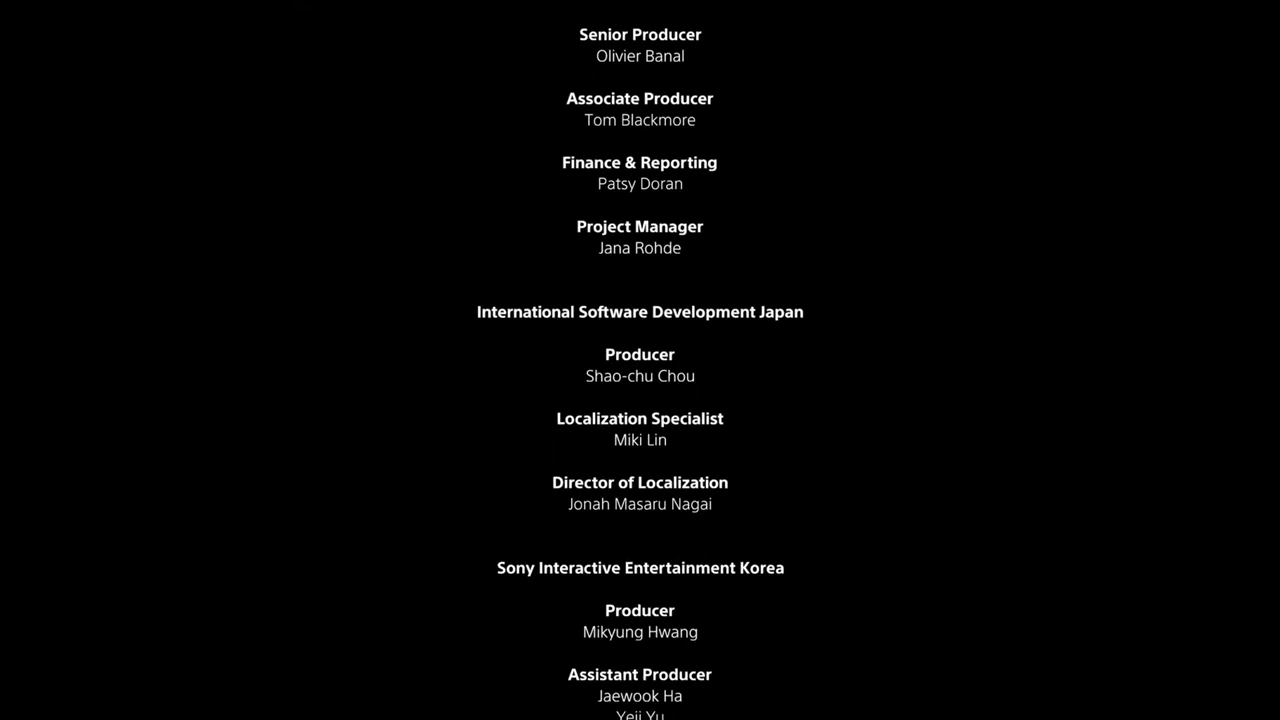 Senior Producer
Olivier Banal
Associate Producer
Tom Blackmore
Finance & Reporting
Patsy Doran
Project Manager
Jana Rohde
International Software Development Japan
Producer
Shao-chu Chou
Localization Specialist
Miki Lin
Director of Localization
Jonah Masaru Nagai
Sony Interactive Entertainment Korea
Producer
Mikyung Hwang
Assistant Producer
Jaewook Ha
Yeji Yu